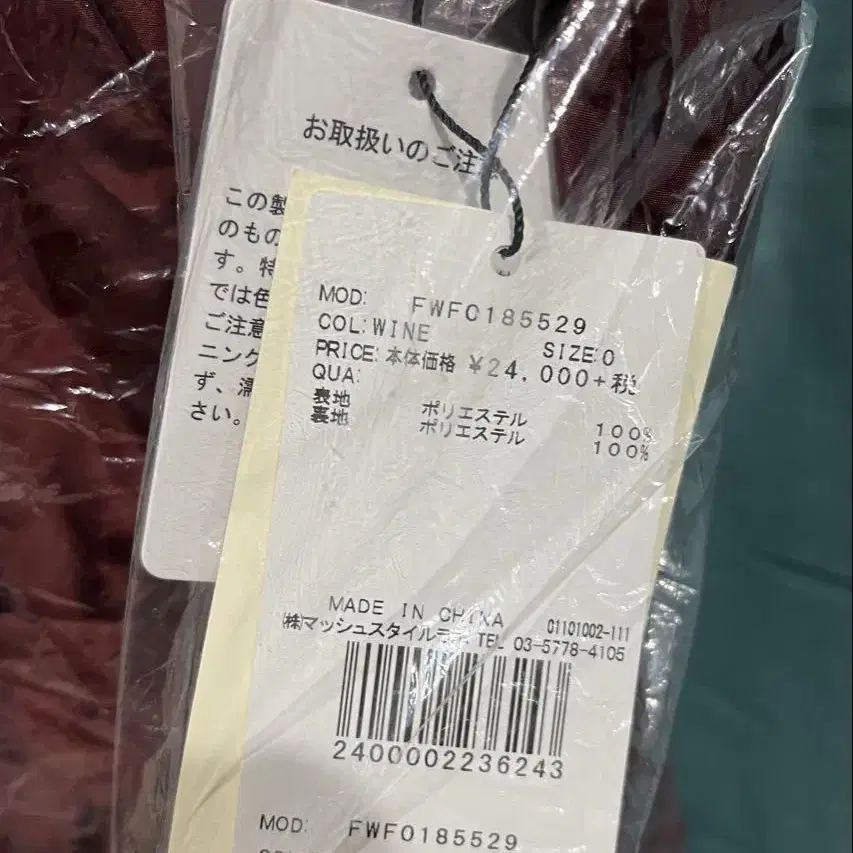 お取扱いのご注
この製
のもの
す。特
では色
ご注意
ニング
ず、濡
さい。
MOD: FWF0185529
COL:WINE SIZE:0
PRICE:本体価格 ¥24,000+税
QUA:
表地 ポリエステル 100%
裏地 ポリエステル 100%
MADE IN CHINA C1101002-111
(株)マッシュスタイルラボ TEL 03-5778-4105
2400002236243
MOD: FWF0185529